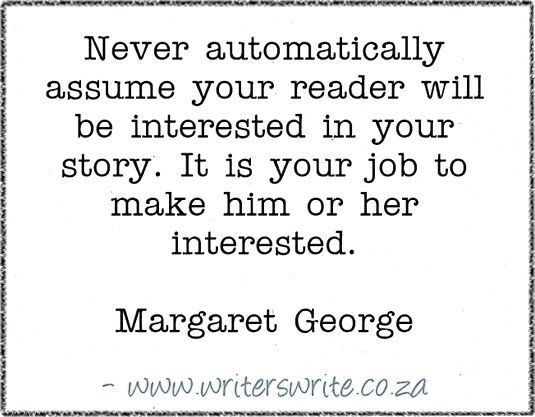 Never automatically
assume your reader will
be interested in your
story. It is your job to
make him or her
interested.
Margaret George
- www.writerswrite.co.za